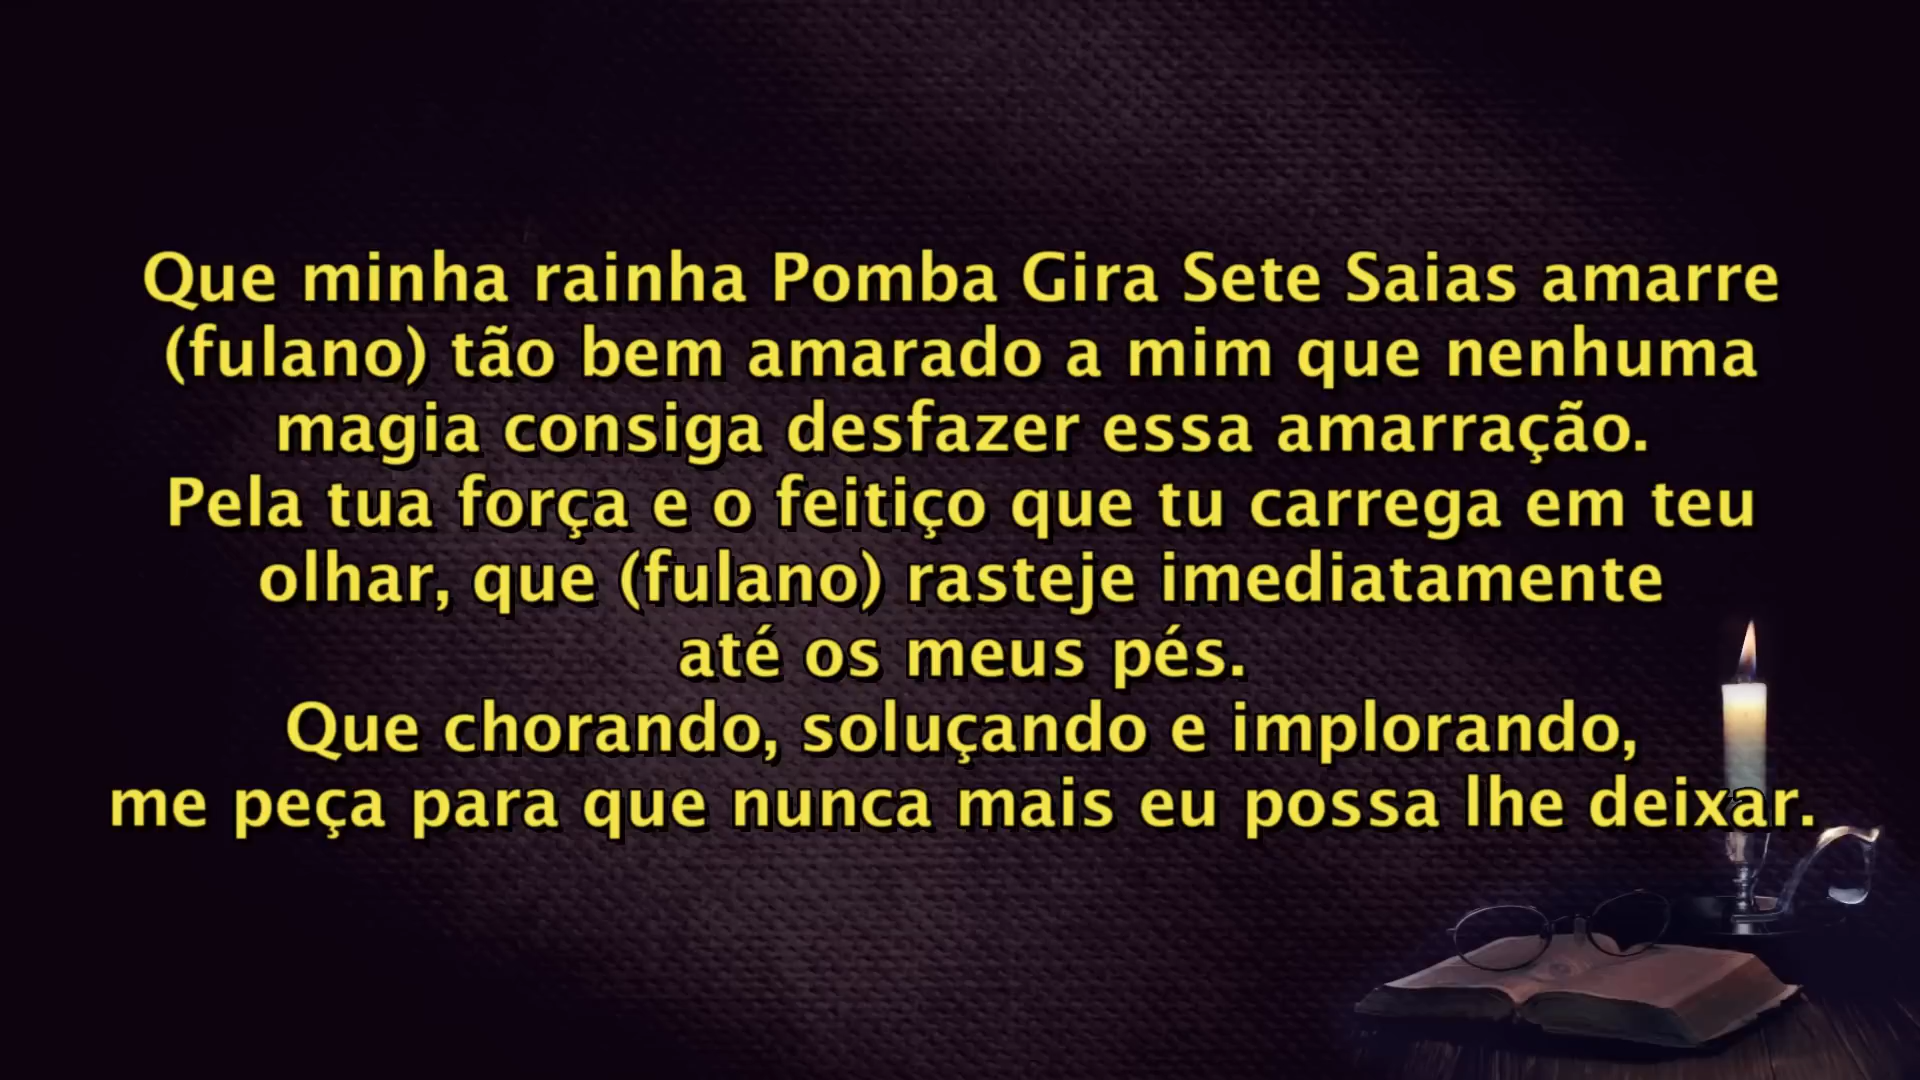 Que minha rainha Pomba Gira Sete Saias amarre
(fulano) tão bem amarado a mim que nenhuma
magia consiga desfazer essa amarração.
Pela tua força e o feitiço que tu carrega em teu
olhar, que (fulano) rasteje imediatamente
até os meus pés.
Que chorando, soluçando e implorando,
me peça para que nunca mais eu possa lhe deixar.